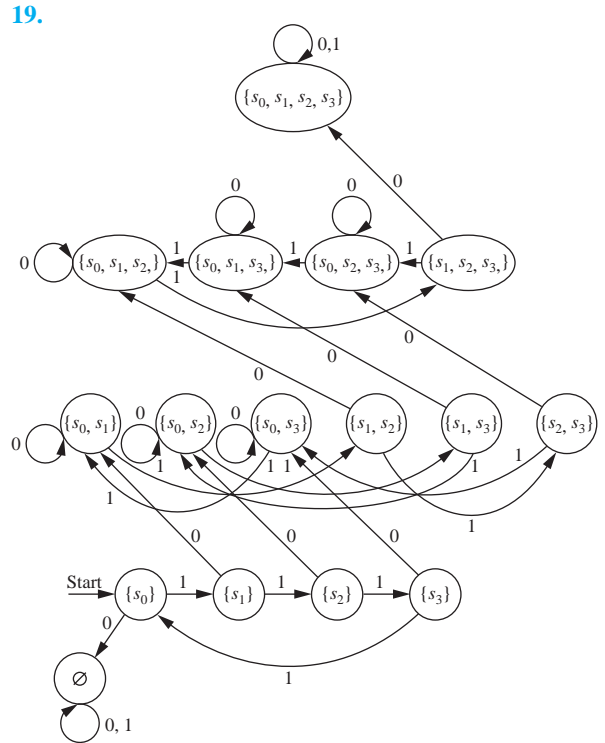 19.
0,1
{s0, s1, s2, s3}
0
0 0
0 {s0, s1, s2,} 1 {s0, s1, s3,} 1 {s0, s2, s3,} 1 {s1, s2, s3,}
1
0 0 0
0 {s0, s1} 0 {s0, s2} 0 {s0, s3} {s1, s2} {s1, s3} {s2, s3}
1 1 1 1 1
1 1
0 0 0
Start {s0} 1 {s1} 1 {s2} 1 {s3}
0
∅ 1
0, 1